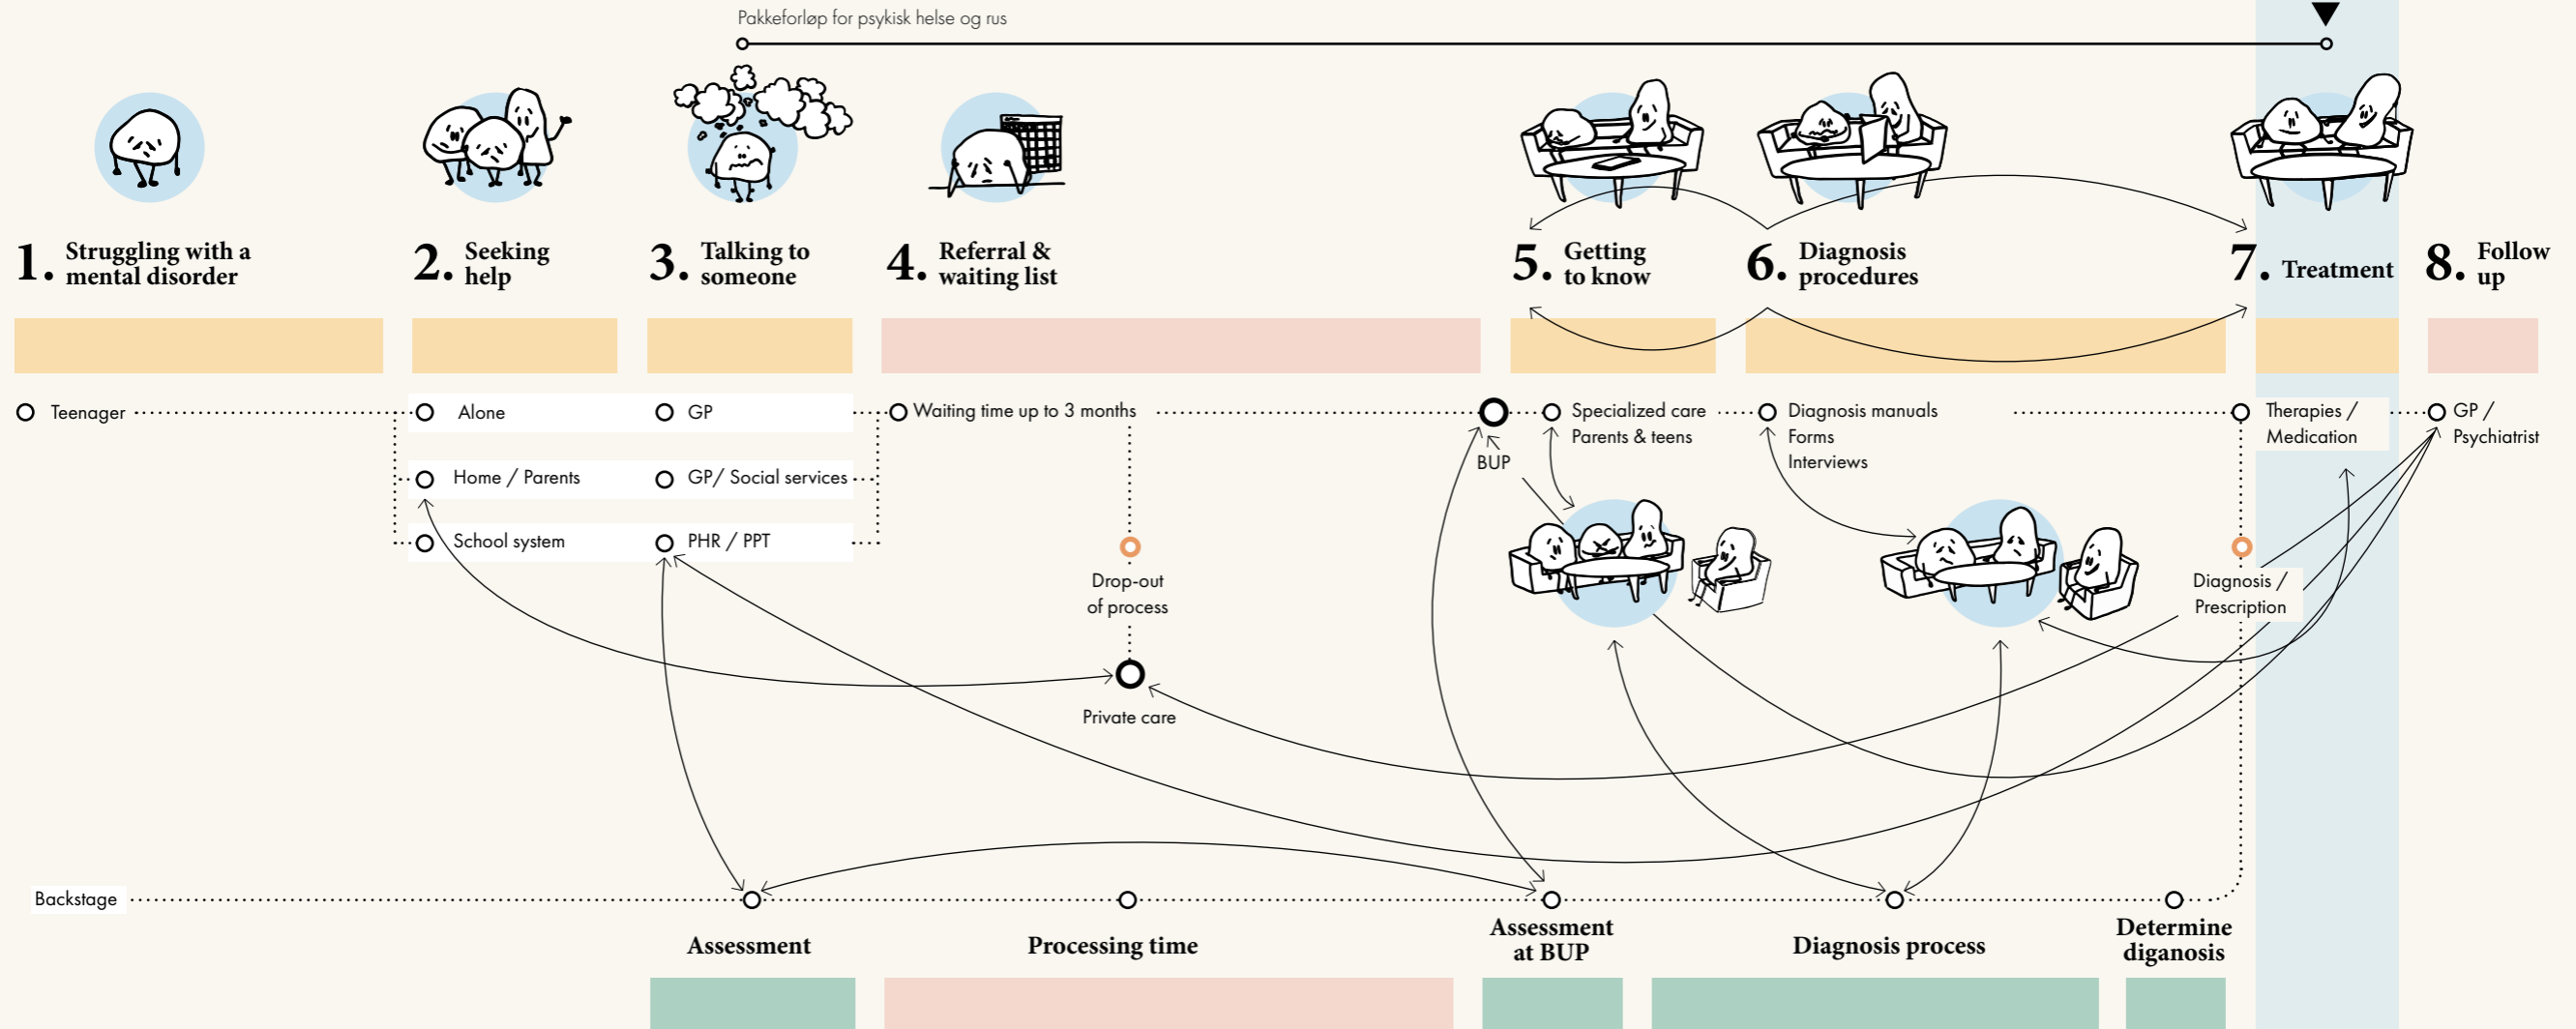 Pakkeforløp for psykisk helse og rus
1. Struggling with a
mental disorder
2. Seeking
help
3. Talking to
someone
4. Referral &
waiting list
5. Getting
to know
6. Diagnosis
procedures
7. Treatment
8. Follow
up
Teenager
Alone
GP
Waiting time up to 3 months
Specialized care
Parents & teens
Diagnosis manuals
Forms
Interviews
Therapies /
Medication
GP /
Psychiatrist
BUP
Home / Parents
GP/ Social services
School system
PHR / PPT
Drop-out
of process
Diagnosis /
Prescription
Private care
Backstage
Assessment
Processing time
Assessment
at BUP
Diagnosis process
Determine
diganosis